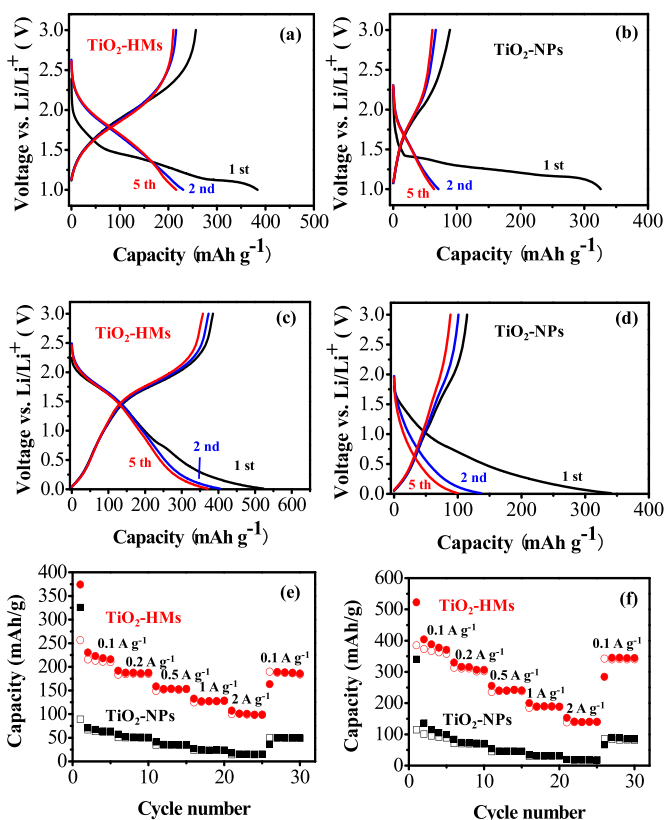 (a)
TiO2-HMs
1 st
5 th
2 nd
Voltage vs. Li/Li+ ( V)
3.0
2.5
2.0
1.5
1.0
0 100 200 300 400 500
Capacity (mAh g-1)
(b)
TiO2-NPs
1 st
5 th
2 nd
Voltage vs. Li/Li+ ( V)
3.0
2.5
2.0
1.5
1.0
0 100 200 300 400
Capacity (mAh g-1)
(c)
TiO2-HMs
2 nd
5 th
1 st
Voltage vs. Li/Li+ ( V)
3.0
2.5
2.0
1.5
1.0
0.5
0.0
0 100 200 300 400 500 600
Capacity (mAh g-1)
(d)
TiO2-NPs
1 st
2 nd
5 th
Voltage vs. Li/Li+ ( V)
3.0
2.5
2.0
1.5
1.0
0.5
0.0
0 100 200 300 400
Capacity (mAh g-1)
(e)
TiO2-HMs
0.1 A g-1
0.2 A g-1
0.5 A g-1
1 A g-1
2 A g-1
0.1 A g-1
TiO2-NPs
Capacity (mAh/g)
400
350
300
250
200
150
100
50
0
0 10 20 30
Cycle number
(f)
TiO2-HMs
0.1 A g-1
0.2 A g-1
0.5 A g-1
1 A g-1
2 A g-1
0.1 A g-1
TiO2-NPs
Capacity (mAh/g)
600
500
400
300
200
100
0
0 10 20 30
Cycle number